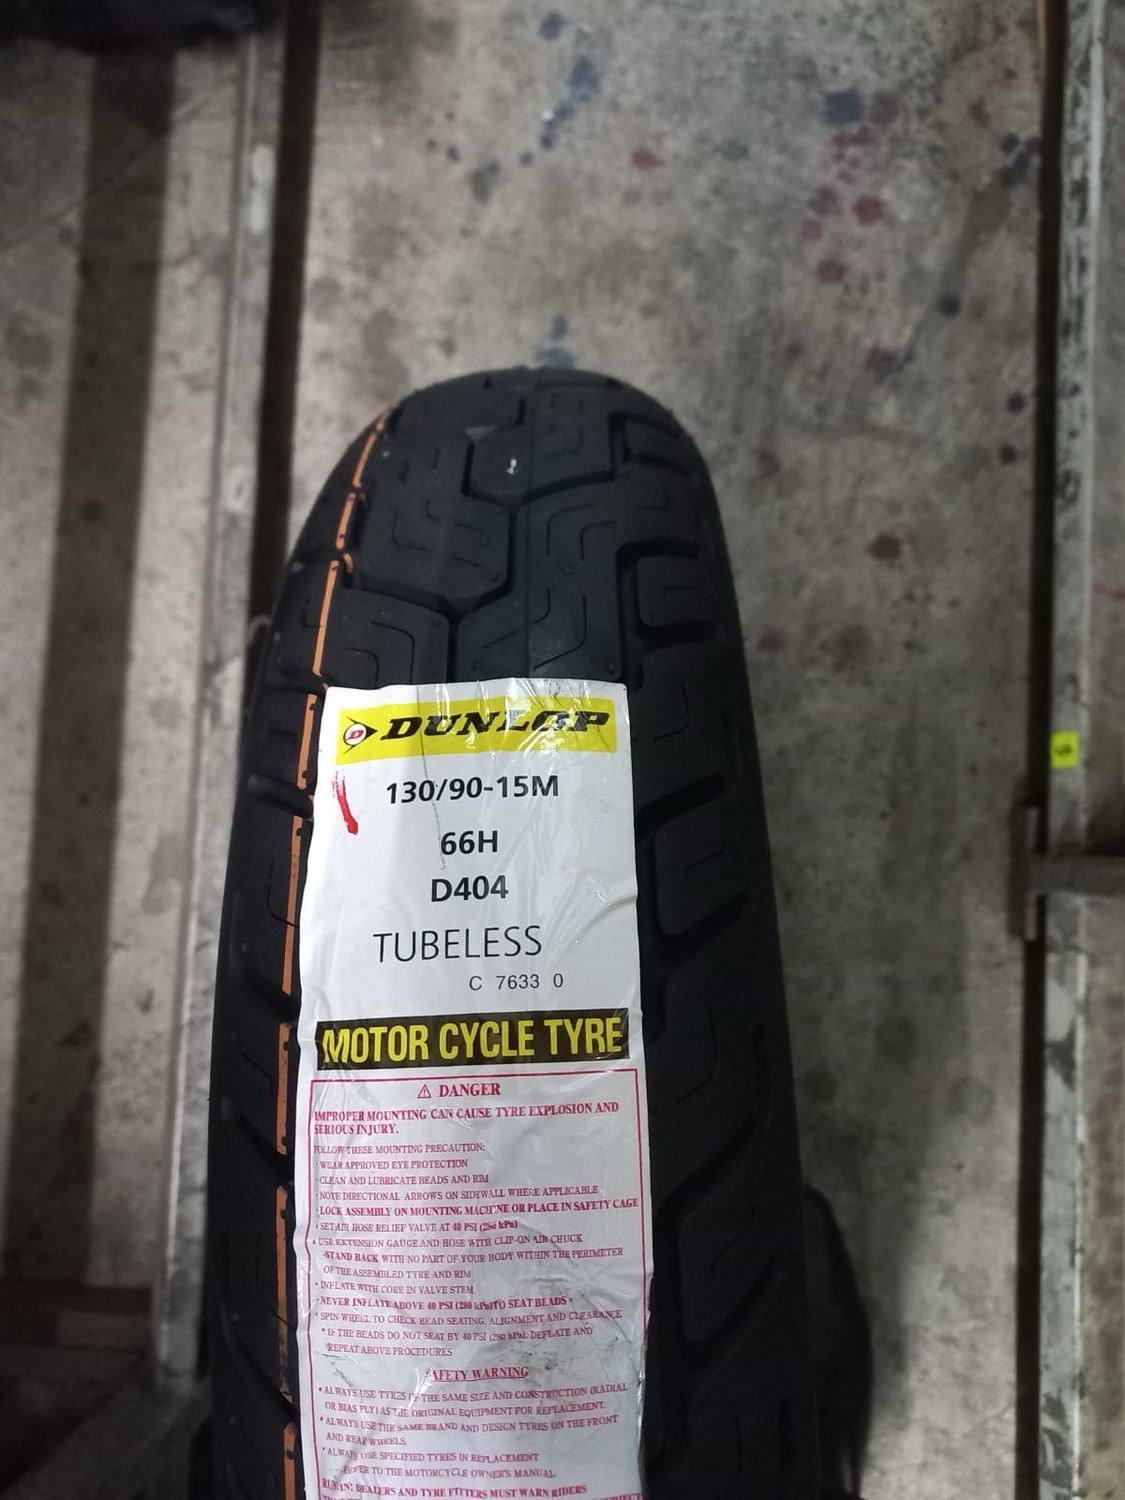 D DUNLOP
130/90-15M
66H
D404
TUBELESS
C 7633 0
MOTOR CYCLE TYRE
⚠ DANGER
IMPROPER MOUNTING CAN CAUSE TYRE EXPLOSION AND
SERIOUS INJURY.
FOLLOW THESE MOUNTING PRECAUTION:
· WEAR APPROVED EYE PROTECTION
· CLEAN AND LUBRICATE BEADS AND RIM
· NOTE DIRECTIONAL ARROWS ON SIDEWALL WHERE APPLICABLE
· LOCK ASSEMBLY ON MOUNTING MACHINE OR PLACE IN SAFETY CAGE
· SET AIR HOSE RELIEF VALVE AT 40 PSI (280 kPa)
· USE EXTENSION GAUGE AND HOSE WITH CLIP-ON AIR CHUCK
·STAND BACK WITH NO PART OF YOUR BODY WITHIN THE PERIMETER
OF THE ASSEMBLED TYRE AND RIM
· INFLATE WITH CORE IN VALVE STEM
· NEVER INFLATE ABOVE 40 PSI (280 kPa)TO SEAT BEADS ·
· SPIN WHEEL TO CHECK BEAD SEATING, ALIGNMENT AND CLEARANCE.
· IF THE BEADS DO NOT SEAT BY 40 PSI (280 kPa). DEFLATE AND
REPEAT ABOVE PROCEDURES
SAFETY WARNING
· ALWAYS USE TYRES OF THE SAME SIZE AND CONSTRUCTION (RADIAL
OR BIAS PLY) AS THE ORIGINAL EQUIPMENT FOR REPLACEMENT.
· ALWAYS USE THE SAME BRAND AND DESIGN TYRES ON THE FRONT
AND REAR WHEELS.
· ALWAYS USE SPECIFIED TYRES IN REPLACEMENT
REFER TO THE MOTORCYCLE OWNER'S MANUAL
DEALERS AND TYRE FITTERS MUST WARN RIDERS